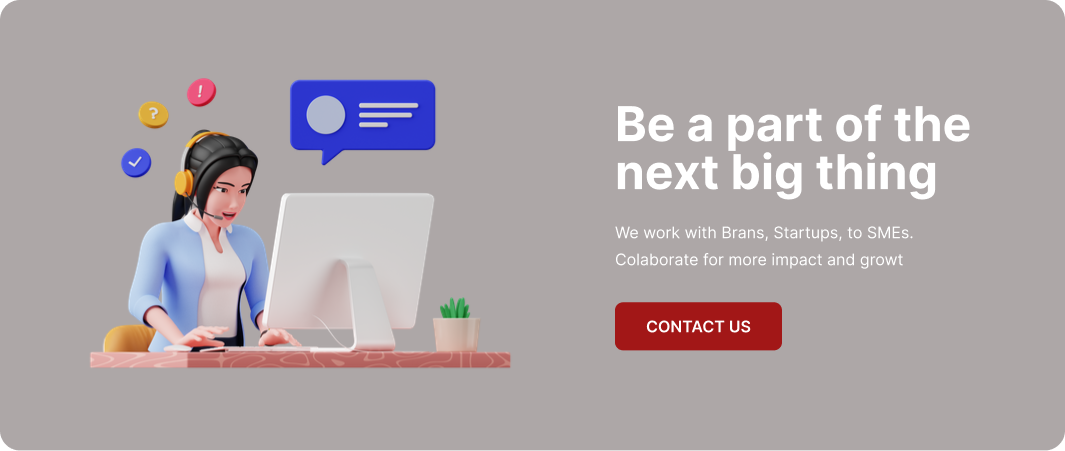 ?
!
Be a part of the
next big thing
We work with Brans, Startups, to SMEs.
Colaborate for more impact and growt
CONTACT US